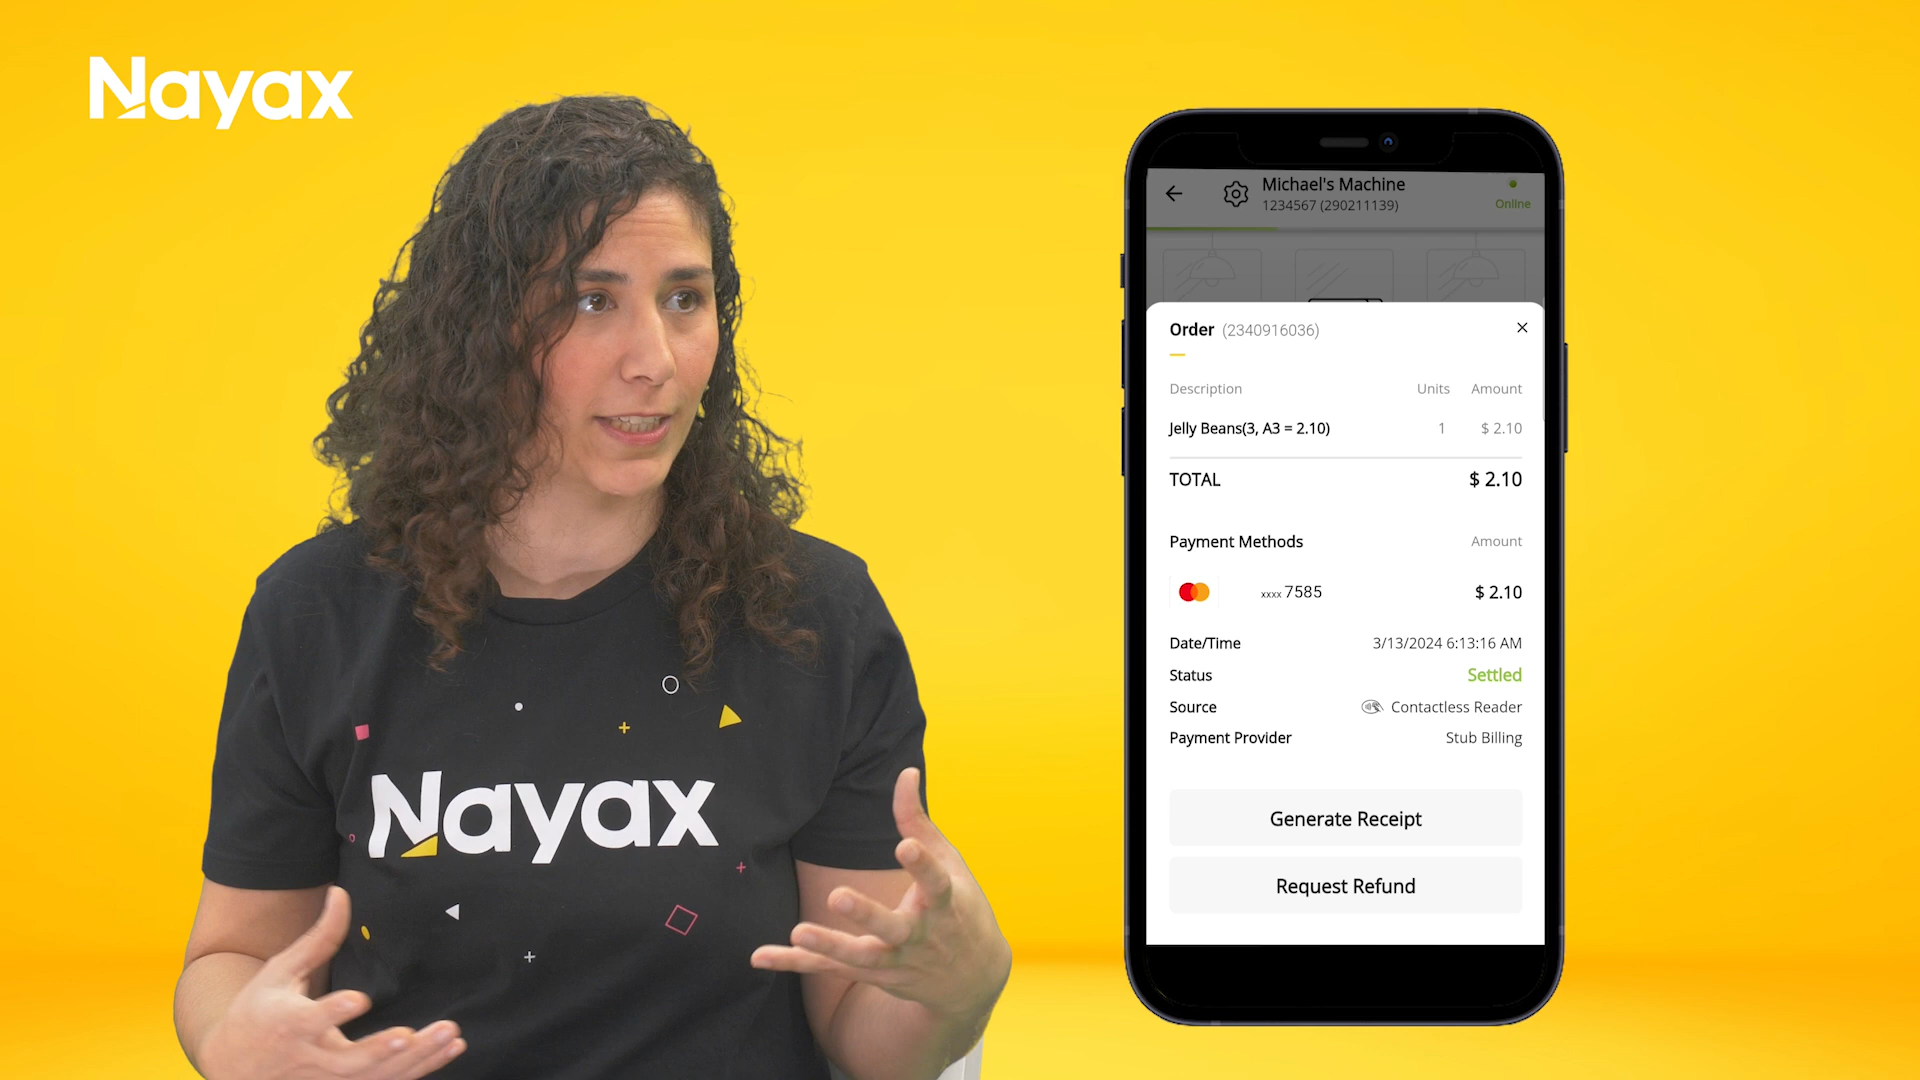 Nayax
Nayax
Michael's Machine
1234567 (290211139)
Online
Order (2340916036)
Description Units Amount
Jelly Beans(3, A3 = 2.10) 1 $ 2.10
TOTAL $ 2.10
Payment Methods Amount
xxxx 7585 $ 2.10
Date/Time 3/13/2024 6:13:16 AM
Status Settled
Source Contactless Reader
Payment Provider Stub Billing
Generate Receipt
Request Refund